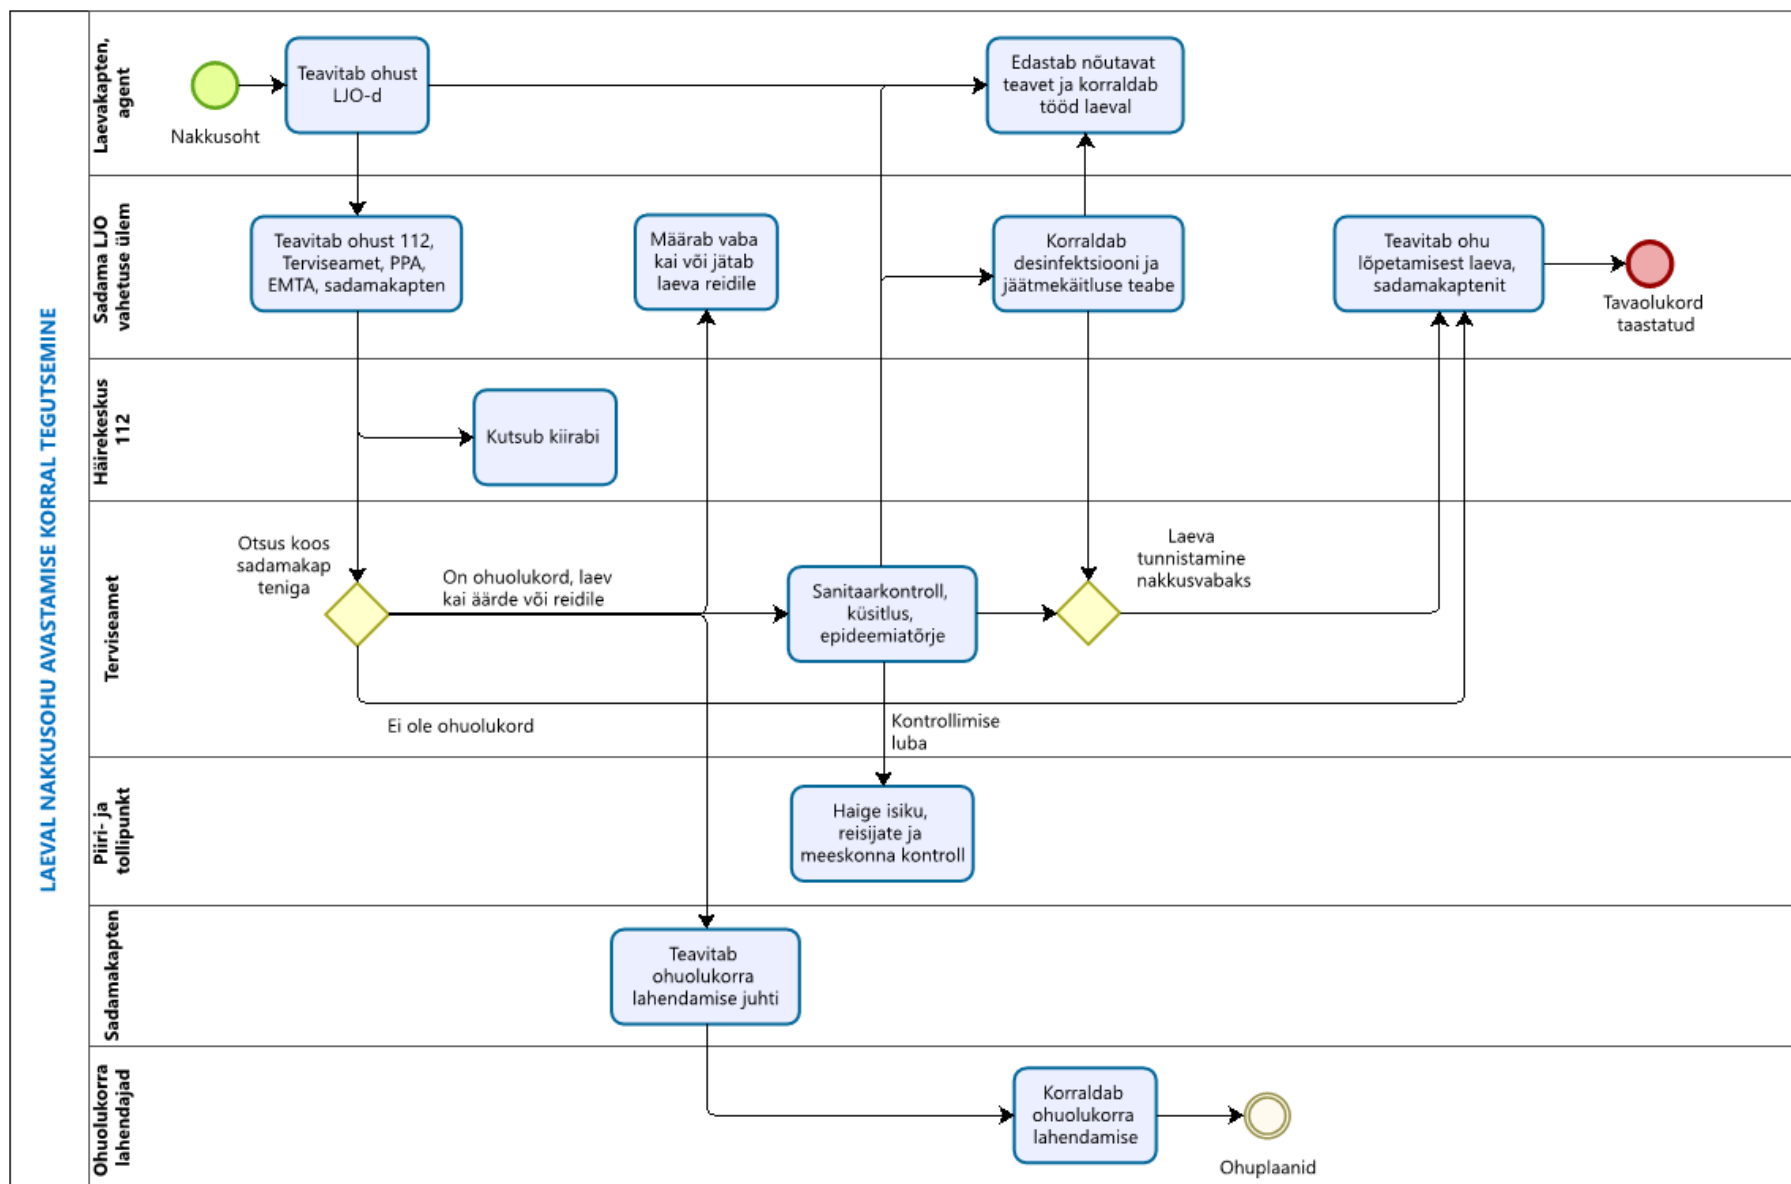 LAEVAL NAKKUSOHU AVASTAMISE KORRAL TEGUTSEMINE
Laevakapten,
agent
Nakkusoht
Teavitab ohust
LJO-d
Edastab nõutavat
teavet ja korraldab
tööd laeval
Sadama LJO
vahetuse ülem
Teavitab ohust 112,
Terviseamet, PPA,
EMTA, sadamakapten
Määrab vaba
kai või jätab
laeva reidile
Korraldab
desinfektsiooni ja
jäätmekäitluse teabe
Teavitab ohu
lõpetamisest laeva,
sadamakaptenit
Tavaolukord
taastatud
Häirekeskus
112
Kutsub kiirabi
Terviseamet
Otsus koos
sadamakap
teniga
On ohuolukord, laev
kai äärde või reidile
Sanitaarkontroll,
küsitlus,
epideemiatõrje
Laeva
tunnistamine
nakkusvabaks
Ei ole ohuolukord
Kontrollimise
luba
Piiri- ja
tollipunkt
Haige isiku,
reisijate ja
meeskonna kontroll
Sadamakapten
Teavitab
ohuolukorra
lahendamise juhti
Ohuolukorra
lahendajad
Korraldab
ohuolukorra
lahendamise
Ohuplaanid